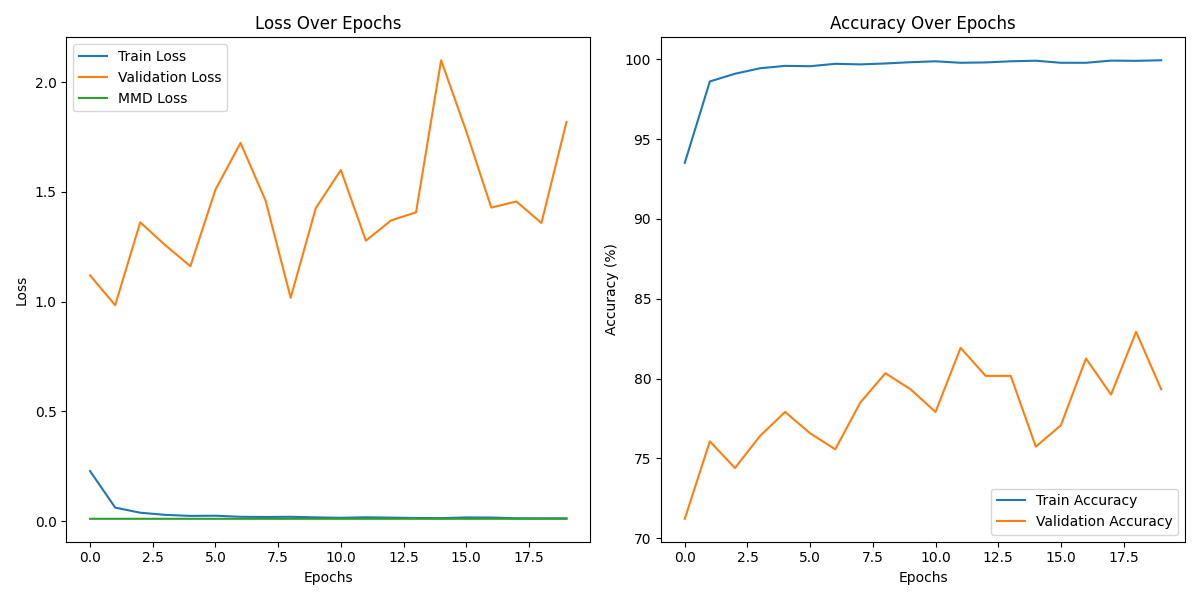 Loss Over Epochs
Train Loss
Validation Loss
MMD Loss
2.0
1.5
1.0
0.5
0.0
Loss
0.0 2.5 5.0 7.5 10.0 12.5 15.0 17.5
Epochs
Accuracy Over Epochs
100
95
90
85
80
75
70
Accuracy (%)
Train Accuracy
Validation Accuracy
0.0 2.5 5.0 7.5 10.0 12.5 15.0 17.5
Epochs